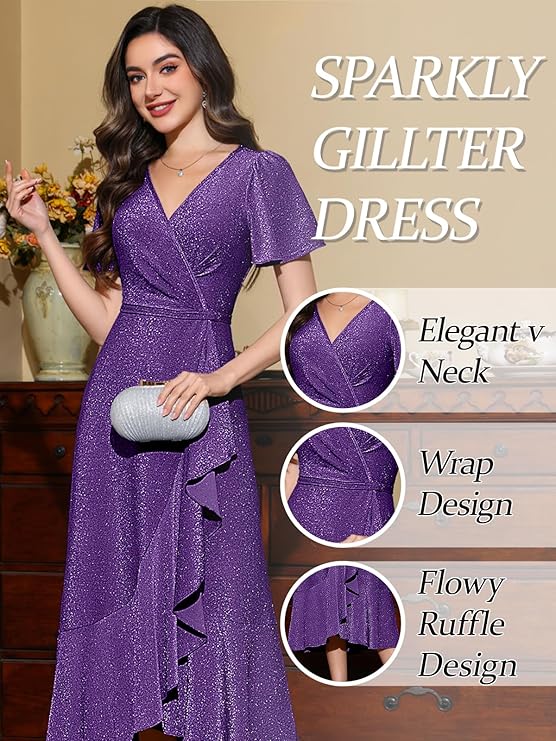 SPARKLY
GILLTER
DRESS
Elegant v
Neck
Wrap
Design
Flowy
Ruffle
Design